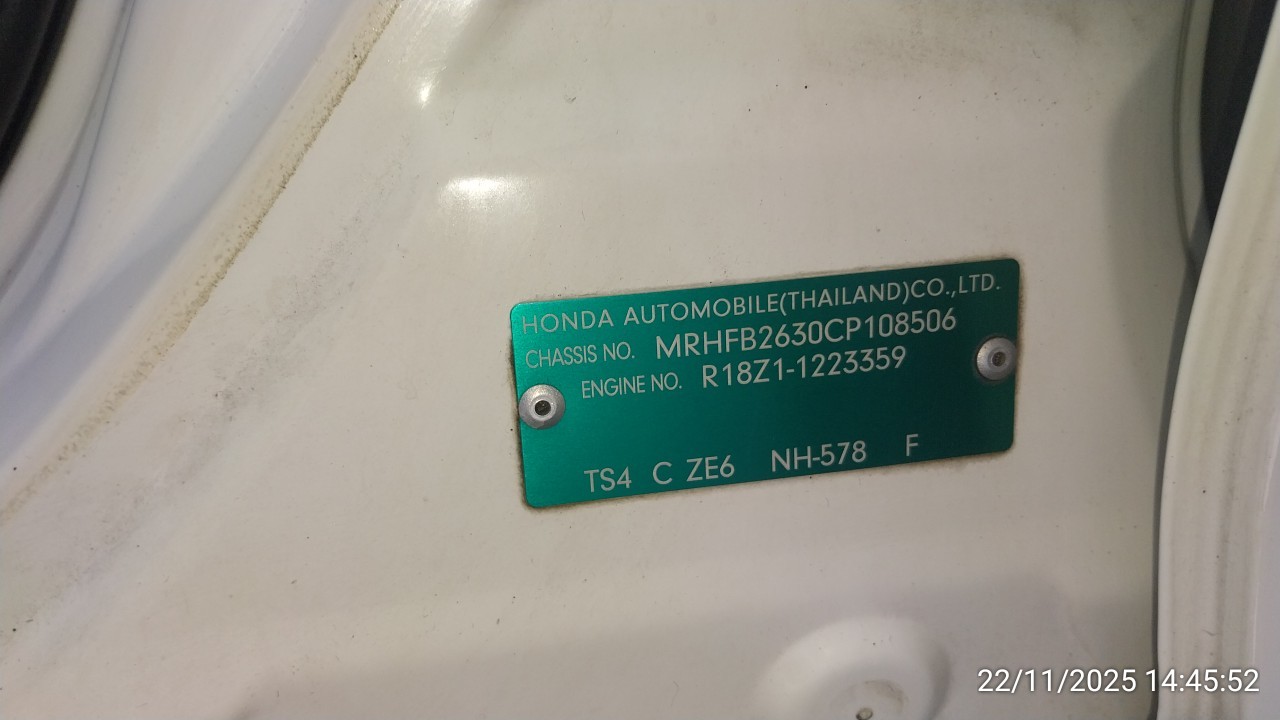 HONDA AUTOMOBILE(THAILAND)CO.,LTD.
CHASSIS NO. MRHFB2630CP108506
ENGINE NO. R18Z1-1223359
TS4 C ZE6 NH-578 F
22/11/2025 14:45:52